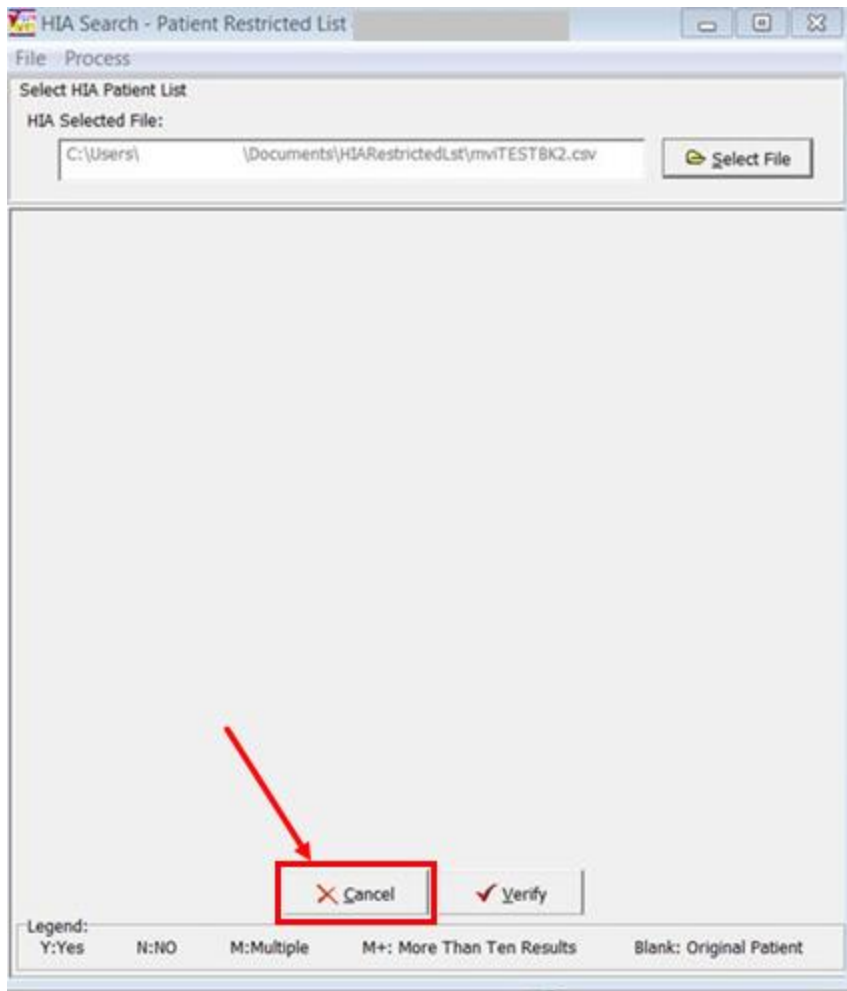 HIA Search - Patient Restricted List
File Process
Select HIA Patient List
HIA Selected File:
C:\Users\ \Documents\HIARestrictedLst\mviTESTBK2.csv Select File
Cancel Verify
Legend:
Y:Yes N:NO M:Multiple M+: More Than Ten Results Blank: Original Patient